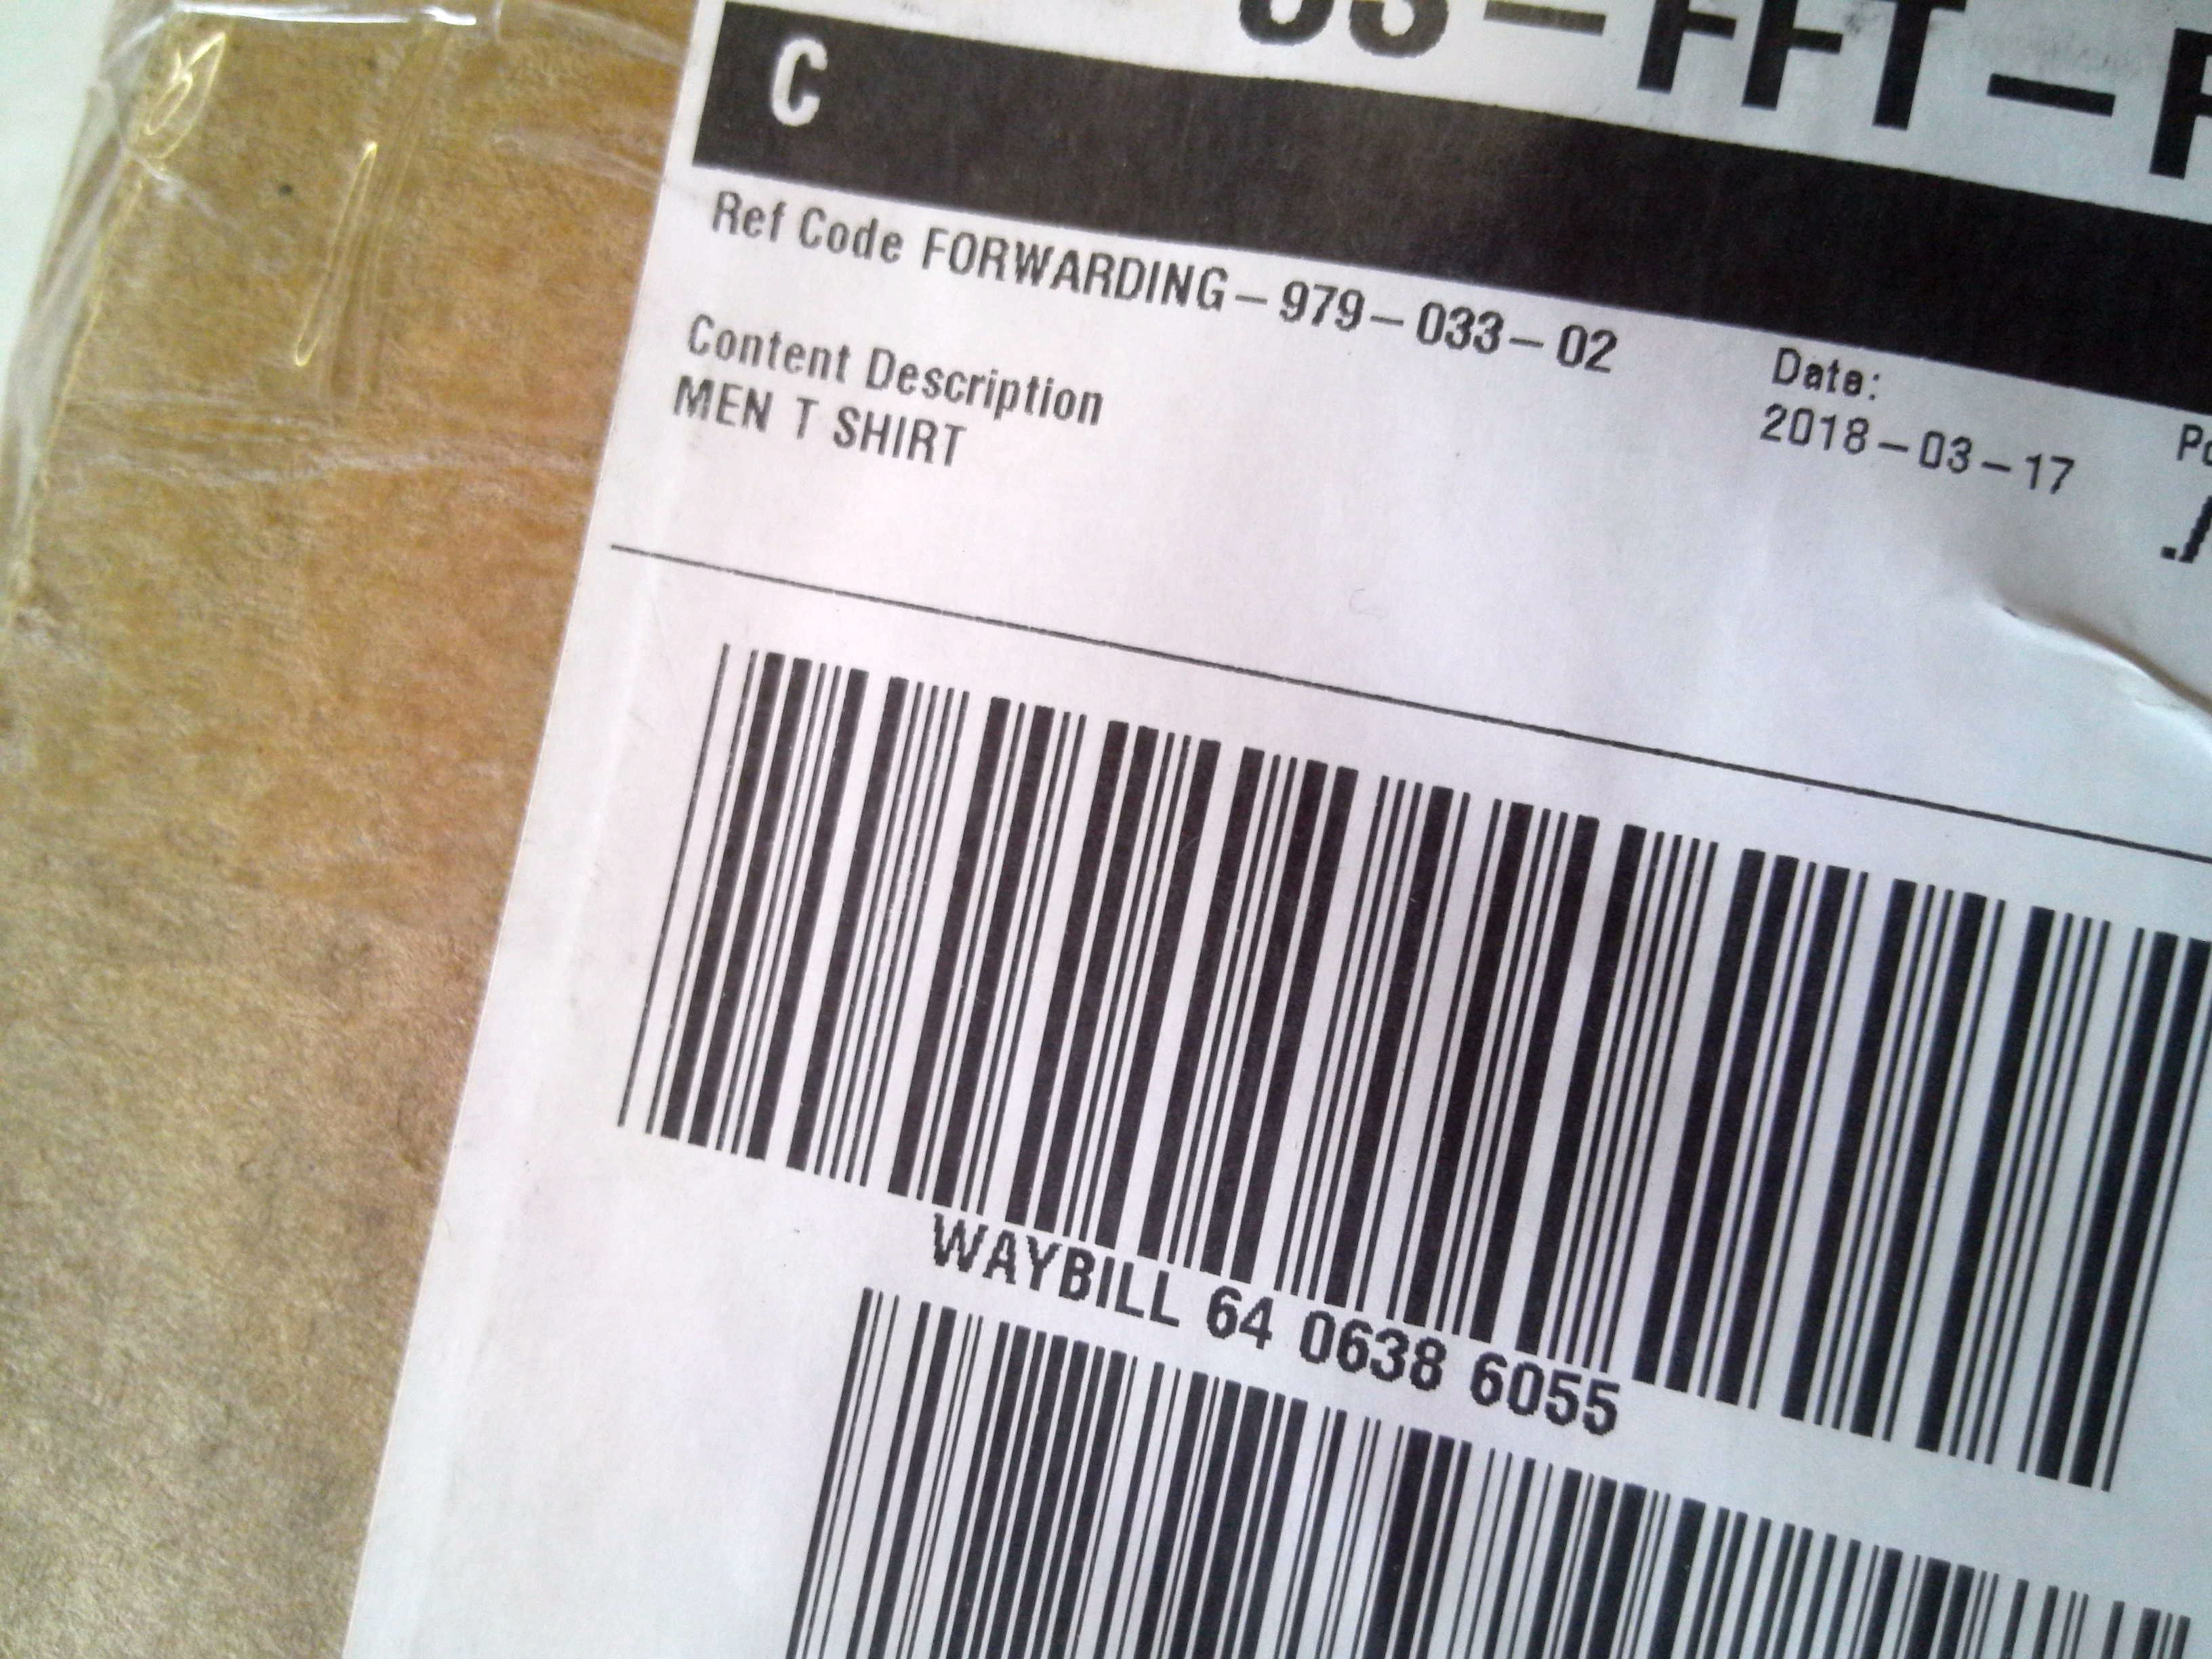 C
Ref Code FORWARDING-979-033-02
Content Description
MEN T SHIRT
Date:
2018-03-17
WAYBILL 64 0638 6055